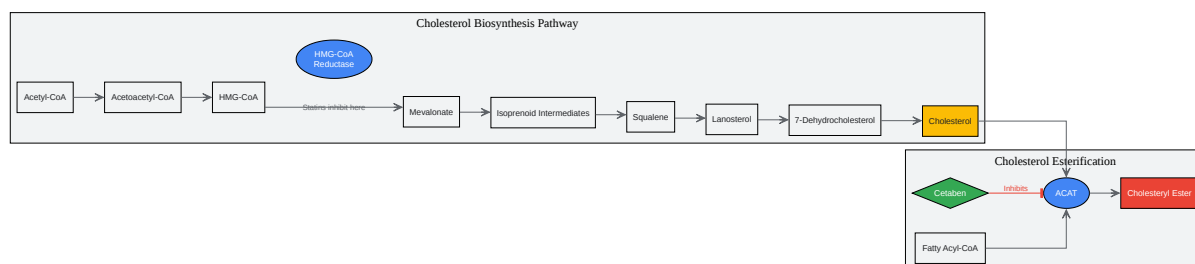 Cholesterol Biosynthesis Pathway
HMG-CoA
Reductase
Acetyl-CoA
Acetoacetyl-CoA
HMG-CoA
Statins inhibit here
Mevalonate
Isoprenoid Intermediates
Squalene
Lanosterol
7-Dehydrocholesterol
Cholesterol
Cholesterol Esterification
Cetaben
Inhibits
ACAT
Cholesteryl Ester
Fatty Acyl-CoA